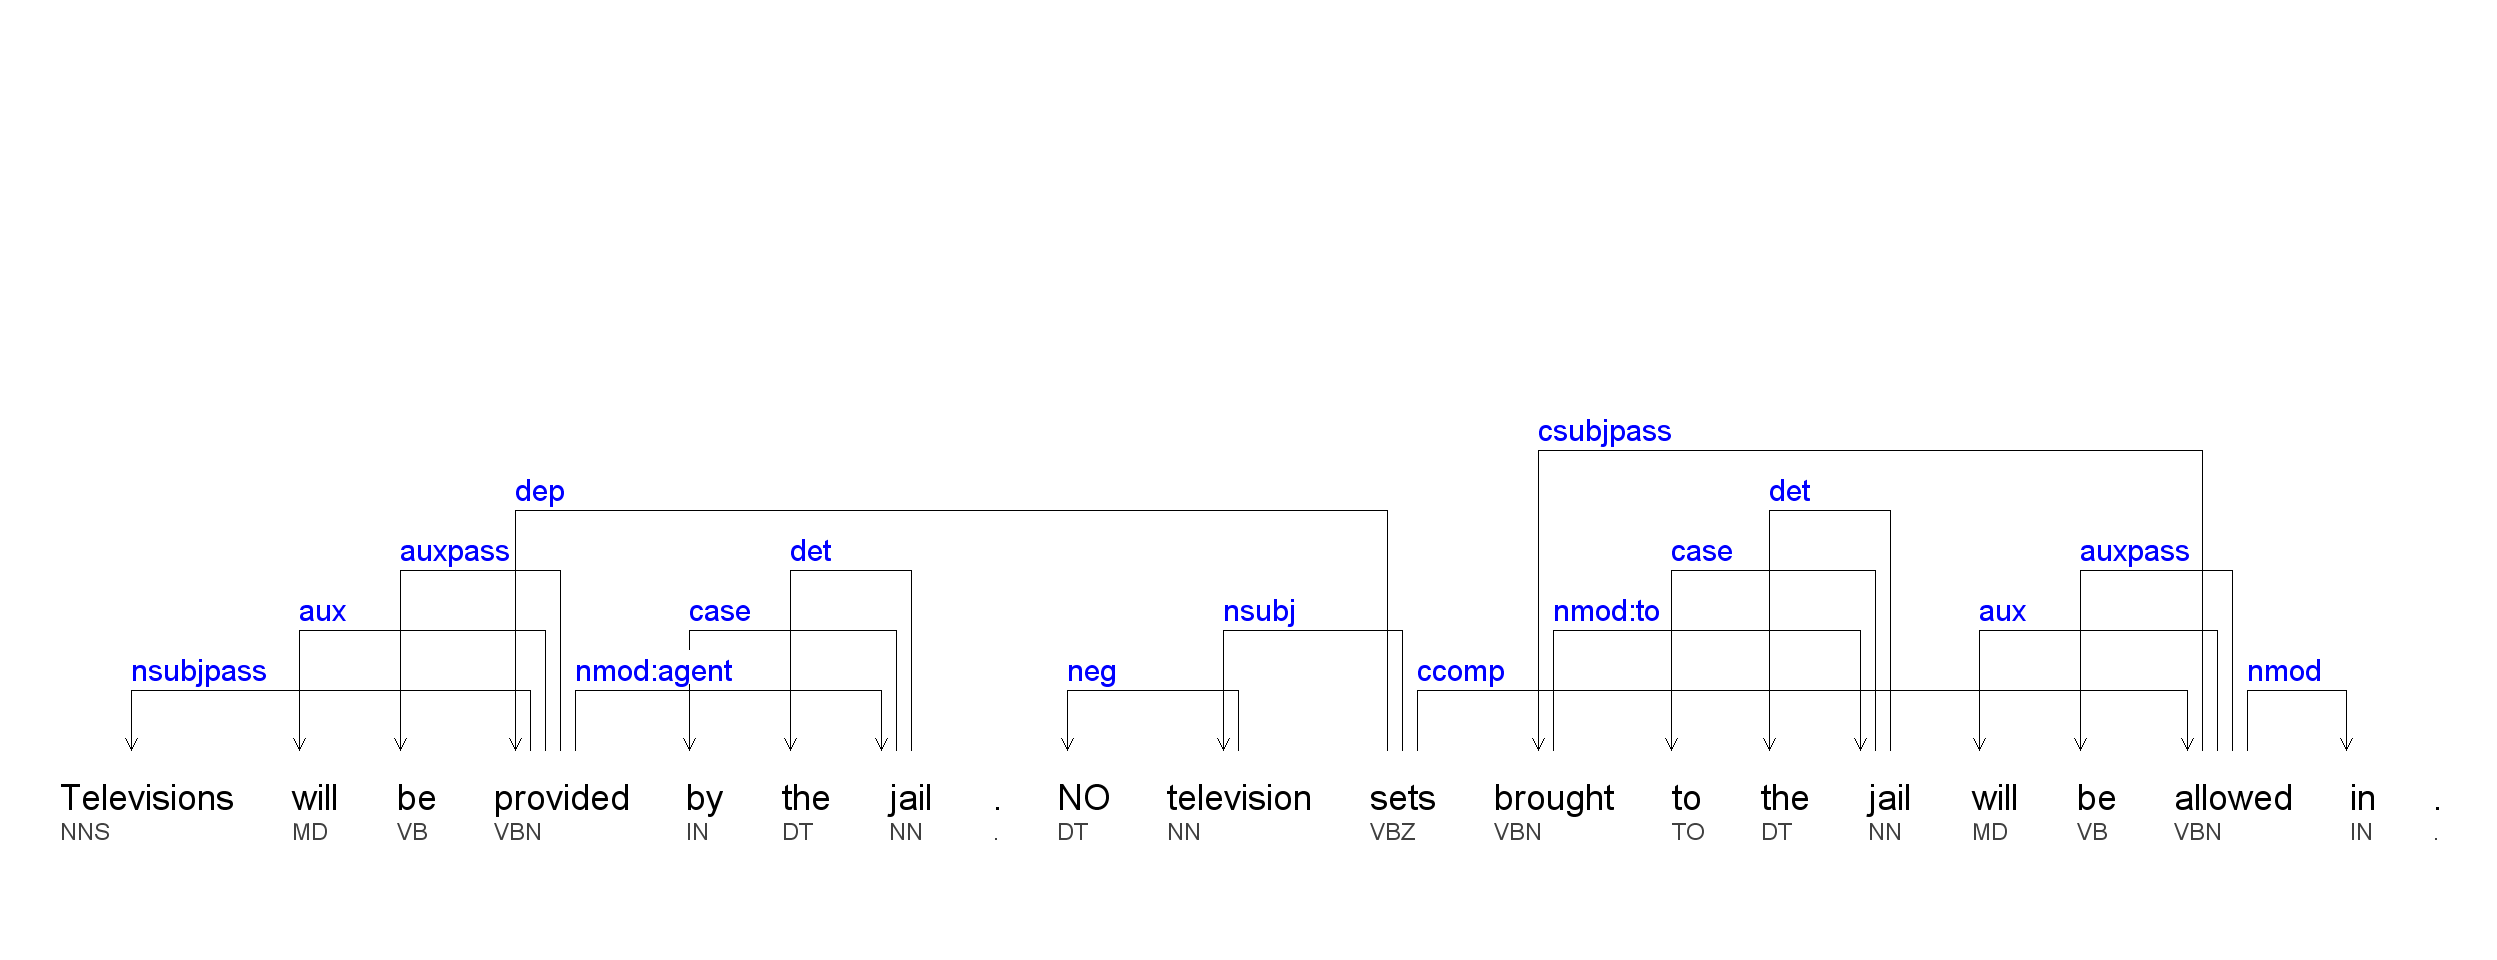 csubjpass
dep det
auxpass det case auxpass
aux case nsubj nmod:to aux
nsubjpass nmod:agent neg ccomp nmod
Televisions will be provided by the jail . NO television sets brought to the jail will be allowed in .
NNS MD VB VBN IN DT NN . DT NN VBZ VBN TO DT NN MD VB VBN IN .